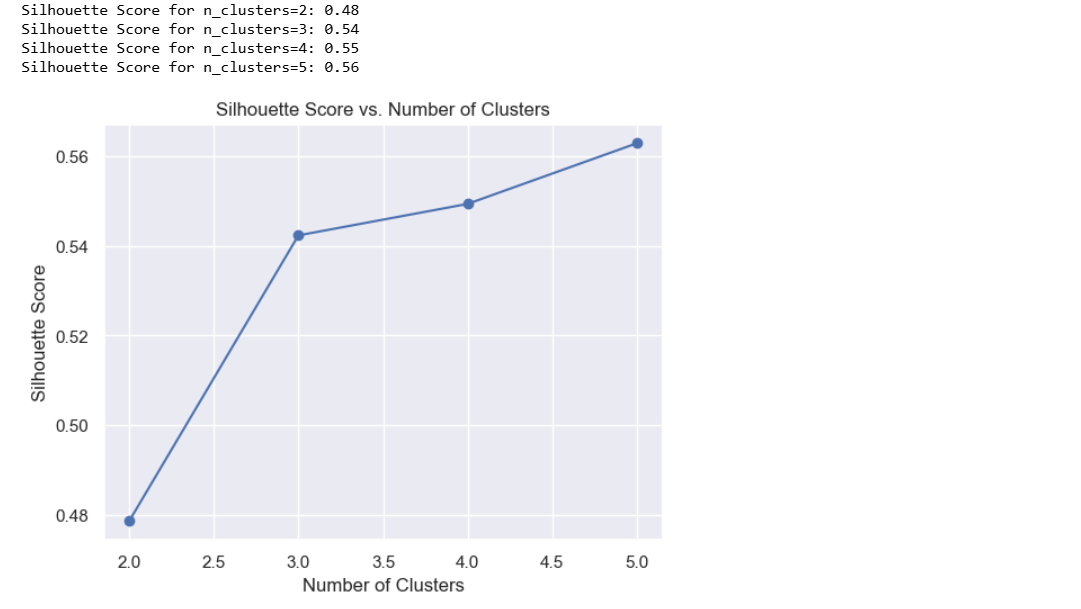 Silhouette Score for n_clusters=2: 0.48
Silhouette Score for n_clusters=3: 0.54
Silhouette Score for n_clusters=4: 0.55
Silhouette Score for n_clusters=5: 0.56
Silhouette Score vs. Number of Clusters
0.56
0.54
0.52
0.50
0.48
Silhouette Score
2.0 2.5 3.0 3.5 4.0 4.5 5.0
Number of Clusters